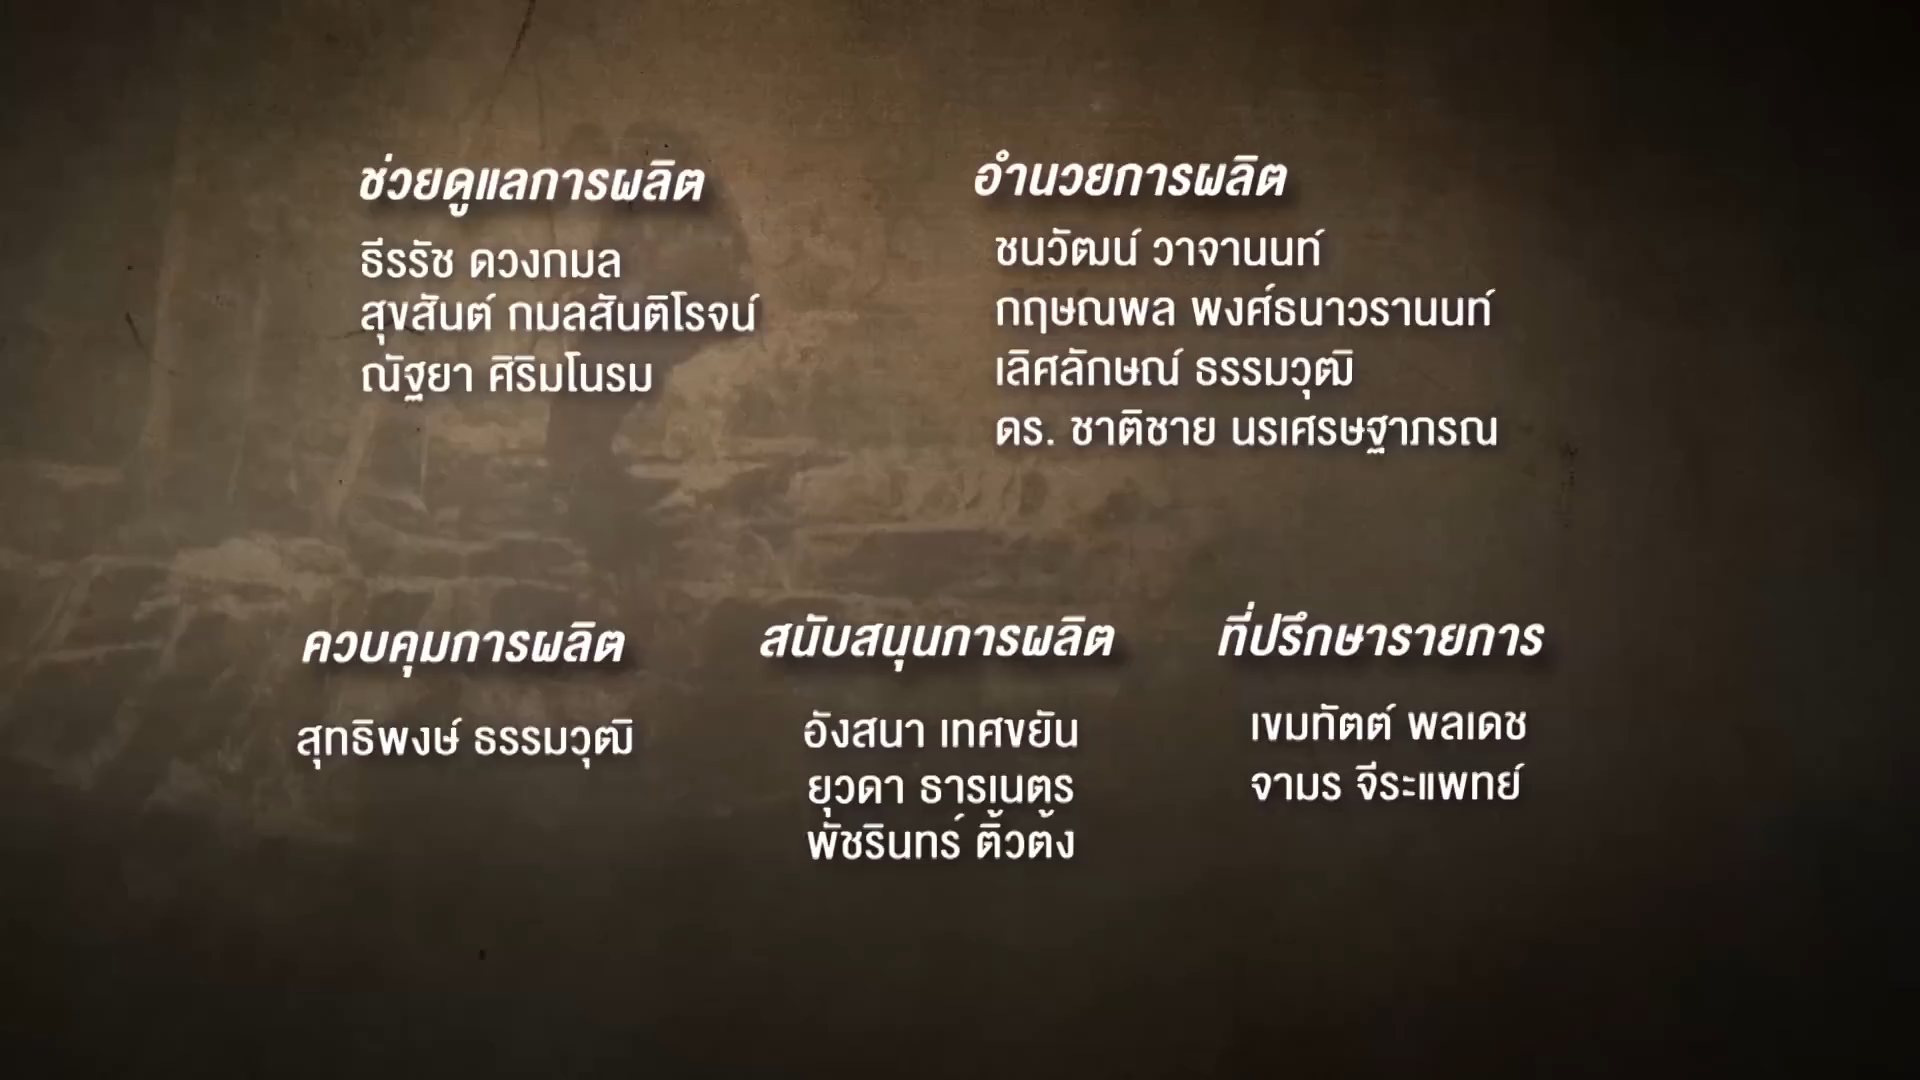 ช่วยดูแลการผลิต
ธีรรัช ดวงกมล
สุขสันต์ กมลสันติโรจน์
ณัฐยา ศิริมโนรม
อำนวยการผลิต
ชนวัฒน์ วาจานนท์
กฤษณพล พงศ์ธนาวรานนท์
เลิศลักษณ์ ธรรมวุฒิ
ดร. ชาติชาย นรเศรษฐาภรณ
ควบคุมการผลิต
สุทธิพงษ์ ธรรมวุฒิ
สนับสนุนการผลิต
อังสนา เทศขยัน
ยุวดา ธารเนตร
พัชรินทร์ ติ้วต้ง
ที่ปรึกษารายการ
เขมทัตต์ พลเดช
จามร จีระแพทย์